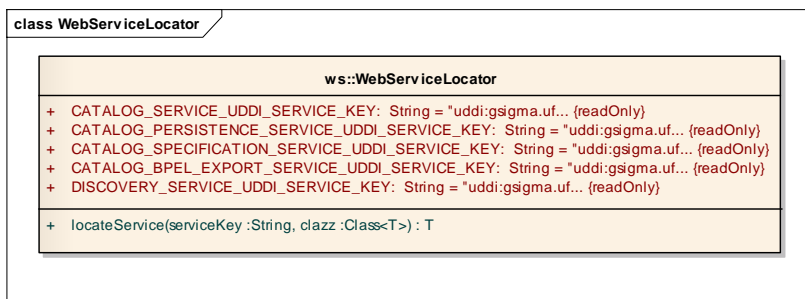 class WebServiceLocator
ws::WebServiceLocator
+ CATALOG_SERVICE_UDDI_SERVICE_KEY: String = "uddi:gsigma.uf... {readOnly}
+ CATALOG_PERSISTENCE_SERVICE_UDDI_SERVICE_KEY: String = "uddi:gsigma.uf... {readOnly}
+ CATALOG_SPECIFICATION_SERVICE_UDDI_SERVICE_KEY: String = "uddi:gsigma.uf... {readOnly}
+ CATALOG_BPEL_EXPORT_SERVICE_UDDI_SERVICE_KEY: String = "uddi:gsigma.uf... {readOnly}
+ DISCOVERY_SERVICE_UDDI_SERVICE_KEY: String = "uddi:gsigma.uf... {readOnly}
+ locateService(serviceKey :String, clazz :Class<T>) : T